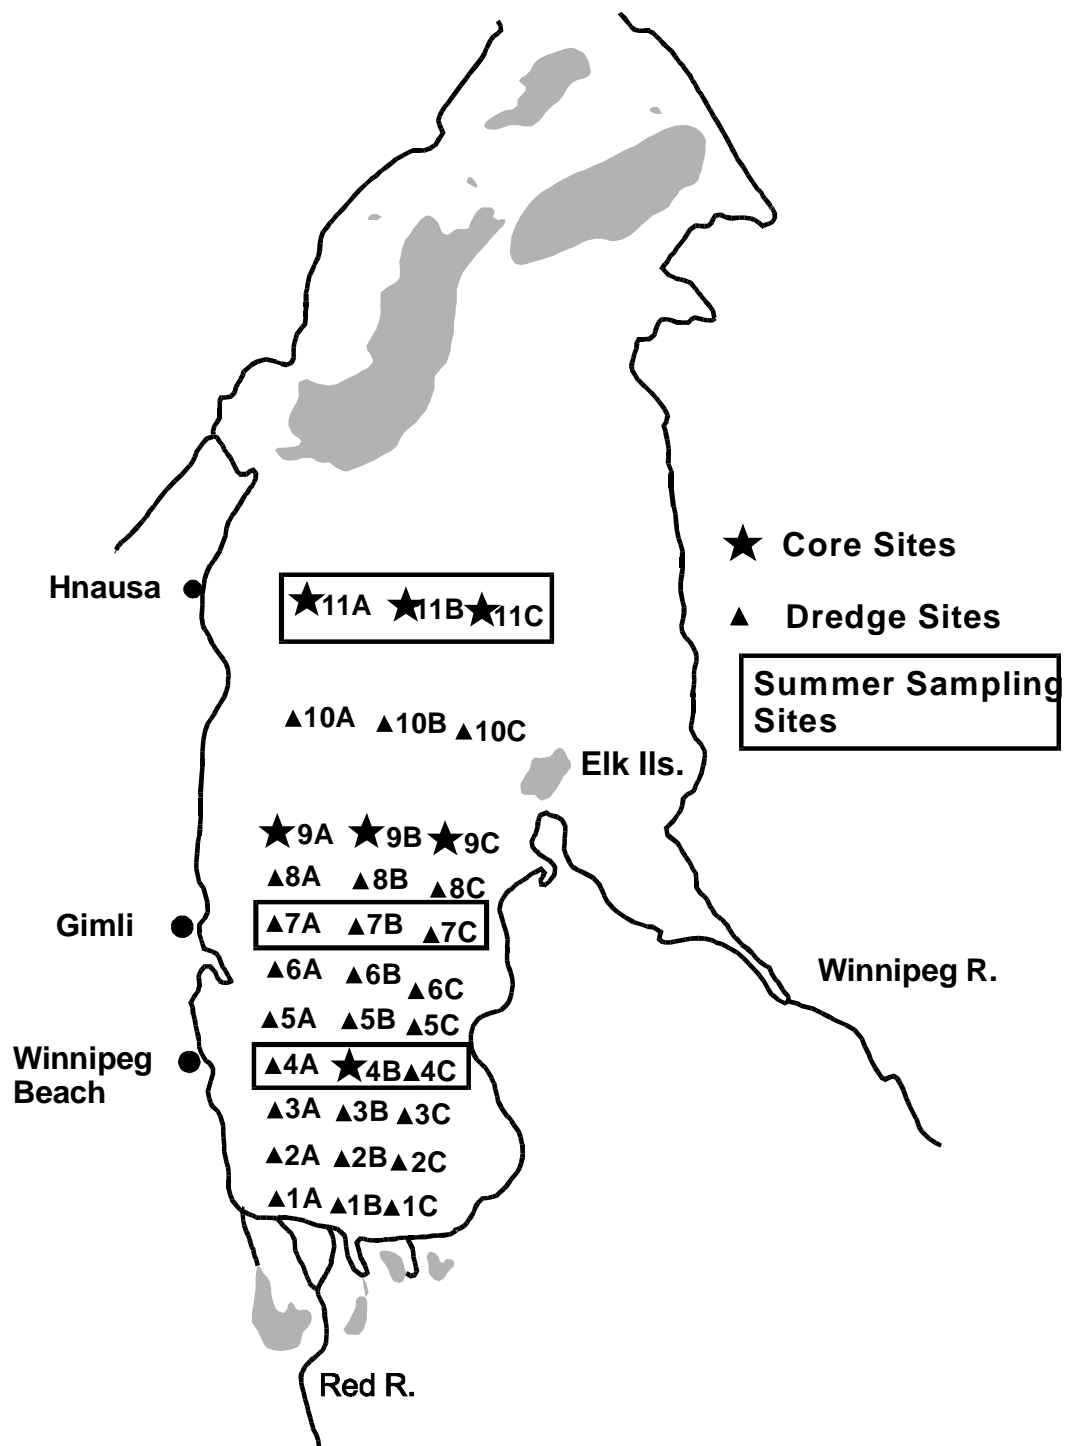 Core Sites
Hnausa
11A 11B 11C
Dredge Sites
Summer Sampling
Sites
10A 10B 10C
Elk Ils.
9A 9B 9C
8A 8B 8C
Gimli
7A 7B 7C
6A 6B 6C
Winnipeg R.
5A 5B 5C
Winnipeg
Beach
4A 4B 4C
3A 3B 3C
2A 2B 2C
1A 1B 1C
Red R.